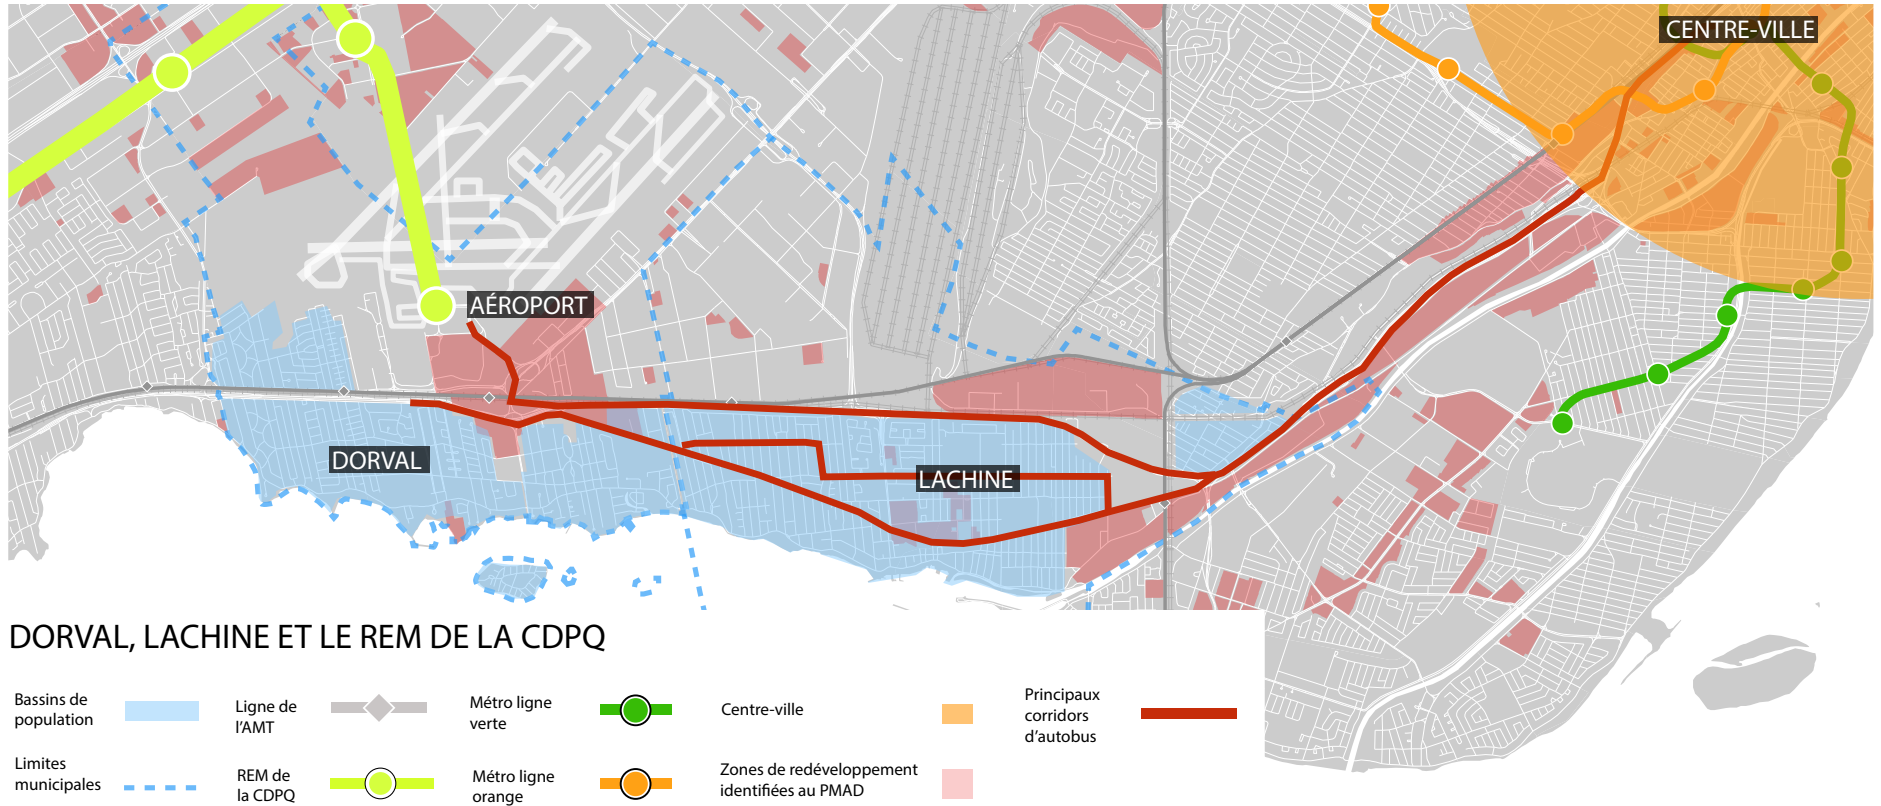 CENTRE-VILLE
AÉROPORT
DORVAL
LACHINE
DORVAL, LACHINE ET LE REM DE LA CDPQ
Bassins de
population
Ligne de
l'AMT
Métro ligne
verte
Centre-ville
Principaux
corridors
d'autobus
Limites
municipales
REM de
la CDPQ
Métro ligne
orange
Zones de redéveloppement
identifiées au PMAD